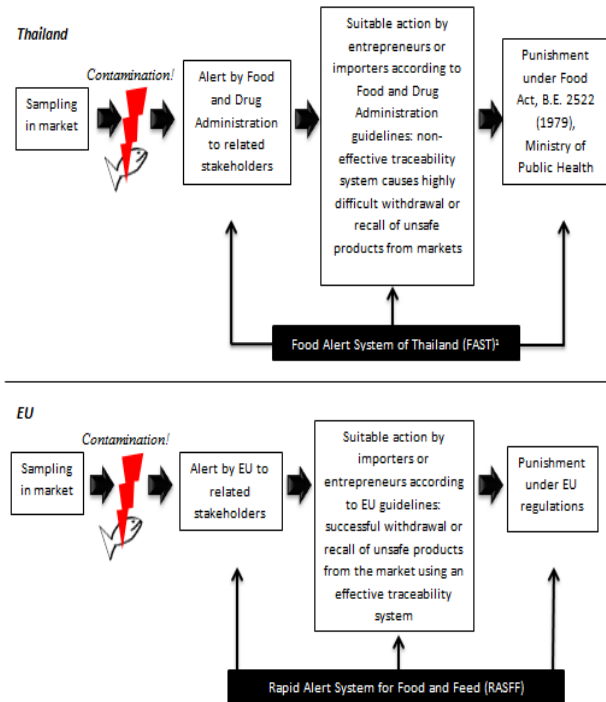 Thailand
Contamination!
Sampling
in market
Alert by Food
and Drug
Administration
to related
stakeholders
Suitable action by
entrepreneurs or
importers according to
Food and Drug
Administration
guidelines: non-
effective traceability
system causes highly
difficult withdrawal or
recall of unsafe
products from markets
Punishment
under Food
Act, B.E. 2522
(1979),
Ministry of
Public Health
Food Alert System of Thailand (FAST)¹
EU
Contamination!
Sampling
in market
Alert by EU to
related
stakeholders
Suitable action by
importers or
entrepreneurs according
to EU guidelines:
successful withdrawal or
recall of unsafe products
from the market using an
effective traceability
system
Punishment
under EU
regulations
Rapid Alert System for Food and Feed (RASFF)